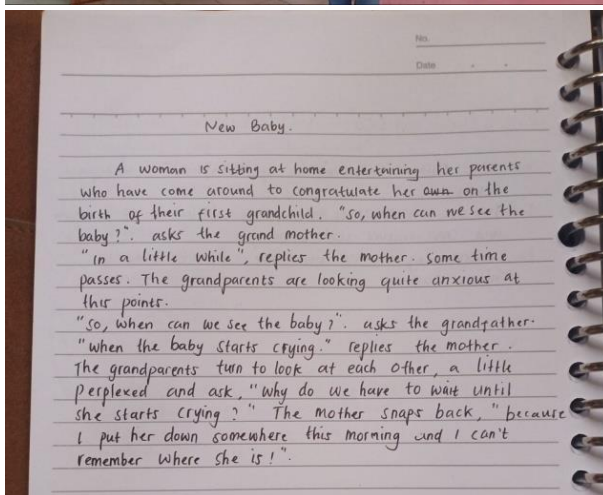 No.
Date
New Baby.
A woman is sitting at home entertaining her parents
who have come around to congratulate her own on the
birth of their first grandchild. "so, when can we see the
baby?". asks the grand mother.
"in a little while", replies the mother. some time
passes. The grandparents are looking quite anxious at
this points.
"So, when can we see the baby?". asks the grandfather.
"when the baby starts crying." replies the mother.
The grandparents turn to look at each other, a little
perplexed and ask, "why do we have to wait until
she starts crying?" The mother snaps back, "because
I put her down somewhere this morning and I can't
remember where she is!".